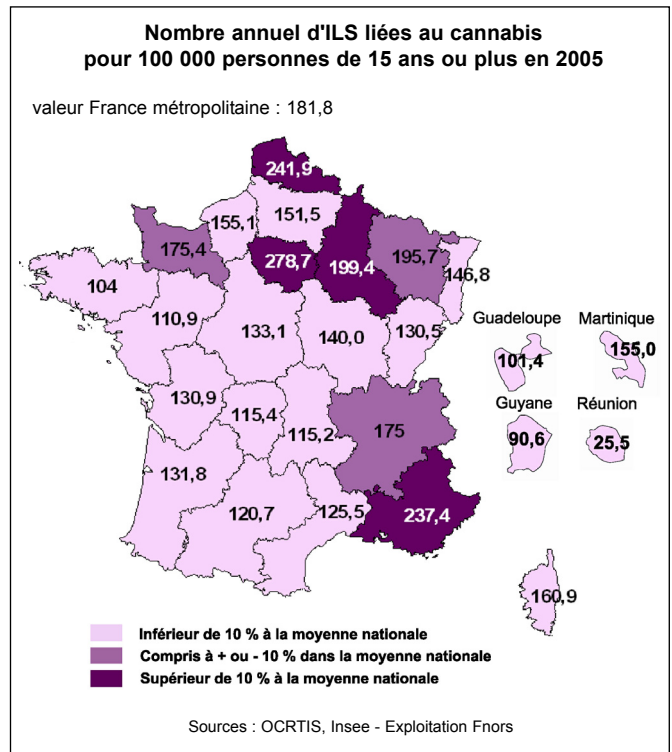 Nombre annuel d'ILS liées au cannabis
pour 100 000 personnes de 15 ans ou plus en 2005
valeur France métropolitaine : 181,8
241,9
151,5
155,1
175,4
278,7
199,4
195,7
146,8
104
110,9
133,1
140,0
130,5
Guadeloupe
Martinique
101,4
155,0
130,9
115,4
115,2
175
Guyane
Réunion
90,6
25,5
131,8
120,7
125,5
237,4
160,9
Inférieur de 10 % à la moyenne nationale
Compris à + ou - 10 % dans la moyenne nationale
Supérieur de 10 % à la moyenne nationale
Sources : OCRTIS, Insee - Exploitation Fnors